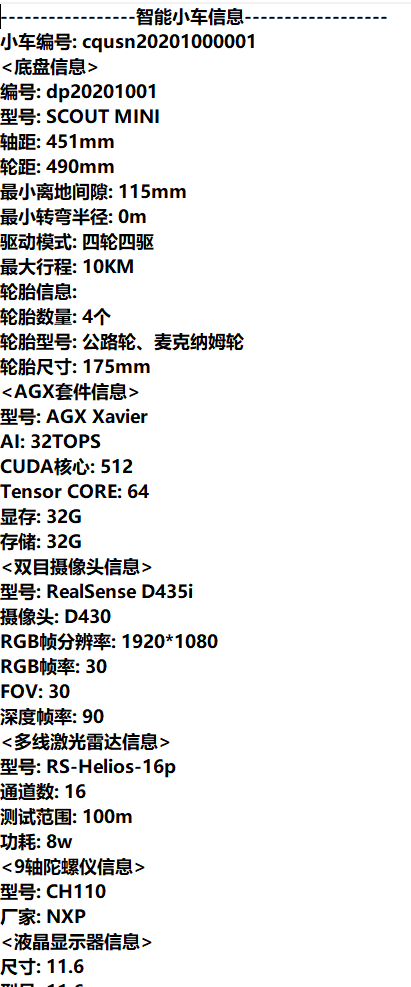 -----------------智能小车信息------------------
小车编号: cqusn20201000001
<底盘信息>
编号: dp20201001
型号: SCOUT MINI
轴距: 451mm
轮距: 490mm
最小离地间隙: 115mm
最小转弯半径: 0m
驱动模式: 四轮四驱
最大行程: 10KM
轮胎信息:
轮胎数量: 4个
轮胎型号: 公路轮、麦克纳姆轮
轮胎尺寸: 175mm
<AGX套件信息>
型号: AGX Xavier
AI: 32TOPS
CUDA核心: 512
Tensor CORE: 64
显存: 32G
存储: 32G
<双目摄像头信息>
型号: RealSense D435i
摄像头: D430
RGB帧分辨率: 1920*1080
RGB帧率: 30
FOV: 30
深度帧率: 90
<多线激光雷达信息>
型号: RS-Helios-16p
通道数: 16
测试范围: 100m
功耗: 8w
<9轴陀螺仪信息>
型号: CH110
厂家: NXP
<液晶显示器信息>
尺寸: 11.6
型号: 11.6